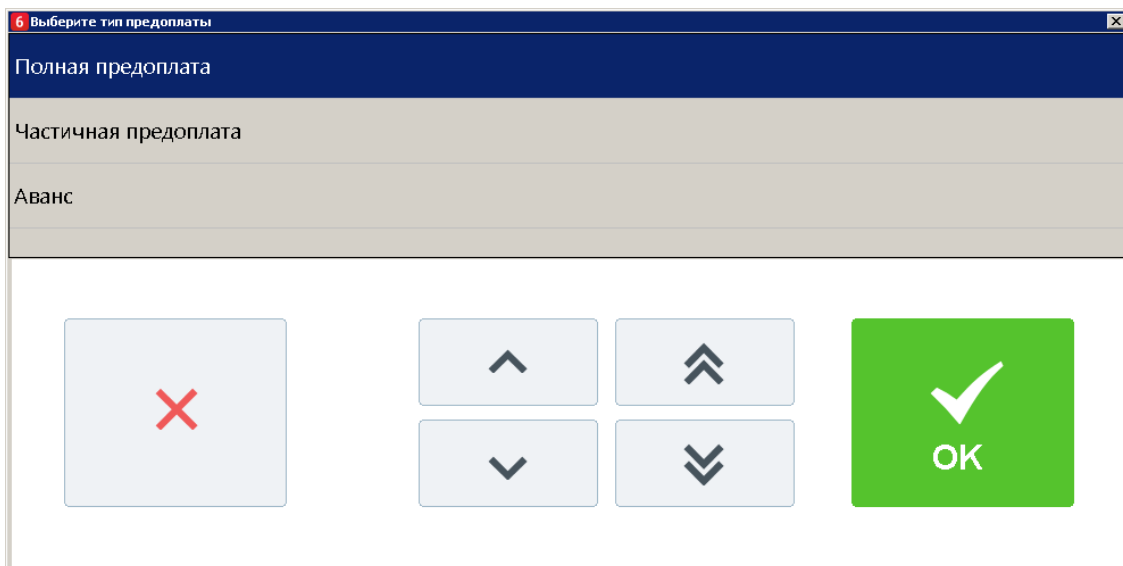 6 Выберите тип предоплаты
Полная предоплата
Частичная предоплата
Аванс
OK